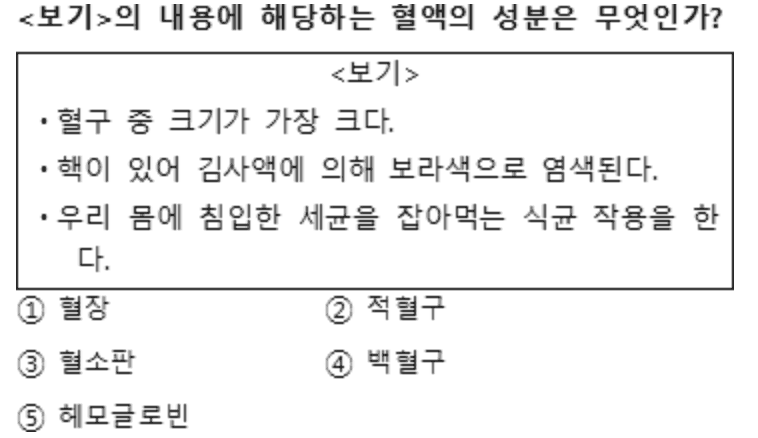 <보기>의 내용에 해당하는 혈액의 성분은 무엇인가?
<보기>
・혈구 중 크기가 가장 크다.
・핵이 있어 김사액에 의해 보라색으로 염색된다.
・우리 몸에 침입한 세균을 잡아먹는 식균 작용을 한
다.
① 혈장 ② 적혈구
③ 혈소판 ④ 백혈구
⑤ 헤모글로빈